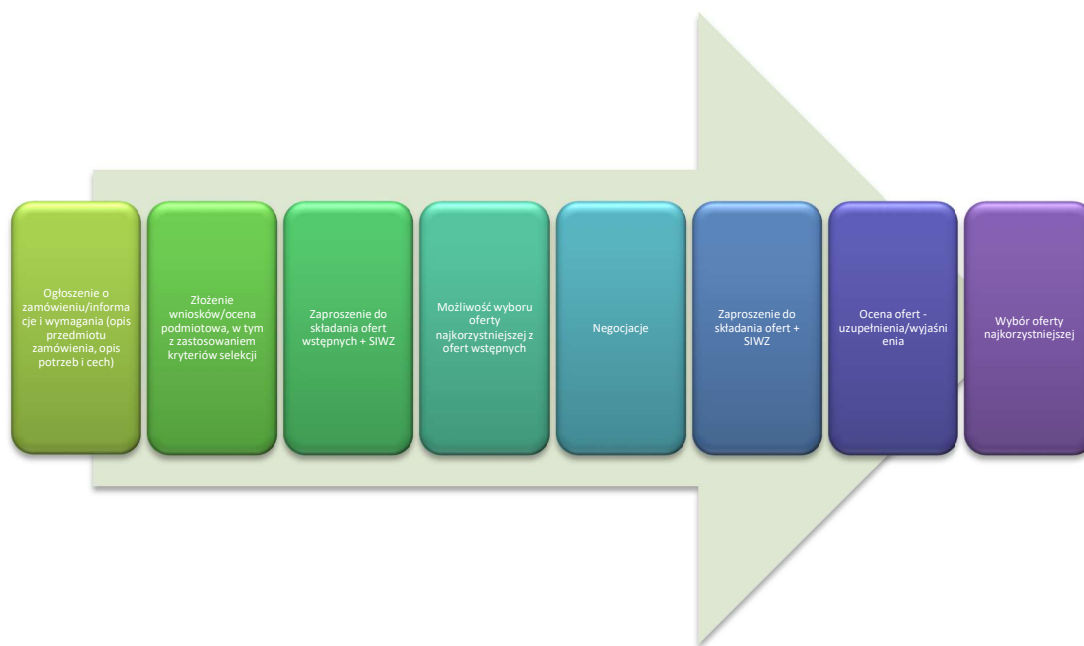 Ogłoszenie o
zamówieniu/informa
cje i wymagania (opis
przedmiotu
zamówienia, opis
potrzeb i cech)
Złożenie
wniosków/ocena
podmiotowa, w tym
z zastosowaniem
kryteriów selekcji
Zaproszenie do
składania ofert
wstępnych + SIWZ
Możliwość wyboru
oferty
najkorzystniejszej z
ofert wstępnych
Negocjacje
Zaproszenie do
składania ofert +
SIWZ
Ocena ofert -
uzupełnienia/wyjaśni
enia
Wybór oferty
najkorzystniejszej